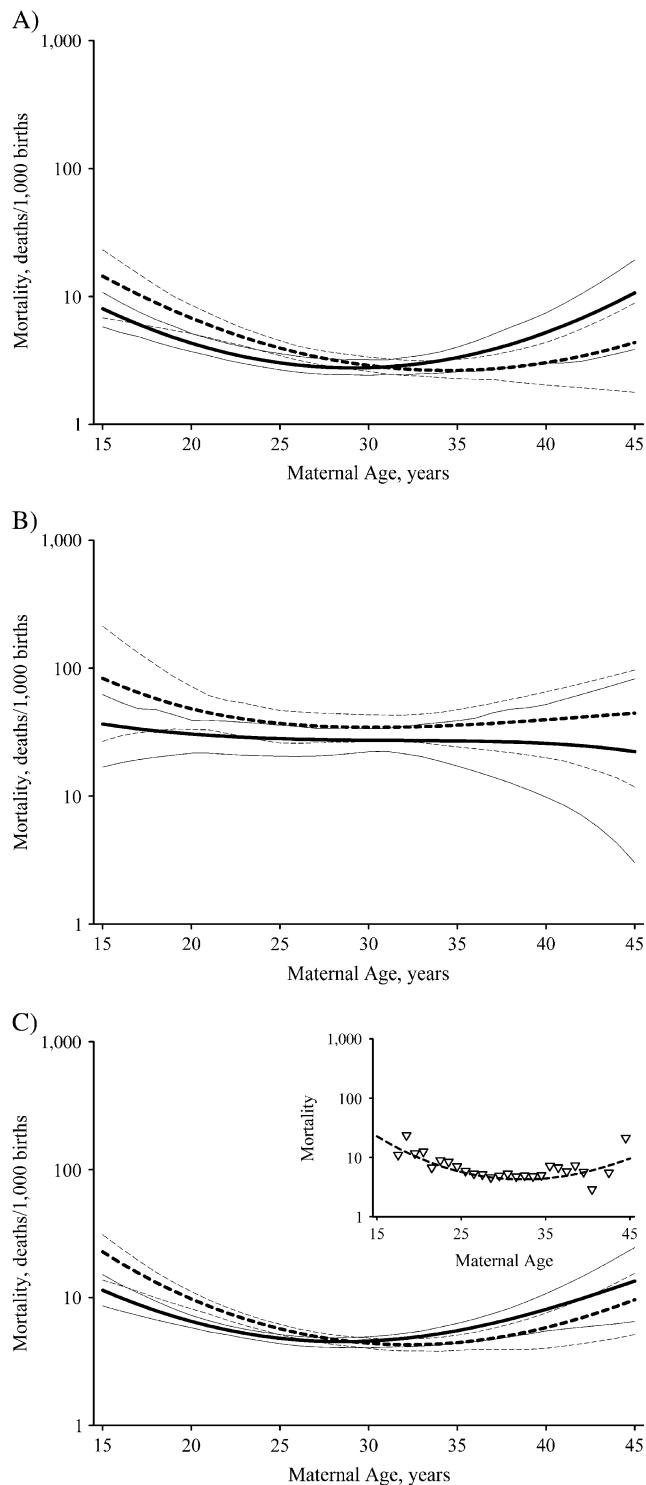 A)
1,000
100
10
1
Mortality, deaths/1,000 births
15 20 25 30 35 40 45
Maternal Age, years
B)
1,000
100
10
1
Mortality, deaths/1,000 births
15 20 25 30 35 40 45
Maternal Age, years
C)
1,000
100
10
1
Mortality, deaths/1,000 births
15 20 25 30 35 40 45
Maternal Age, years
1,000
100
10
1
Mortality
15 25 35 45
Maternal Age